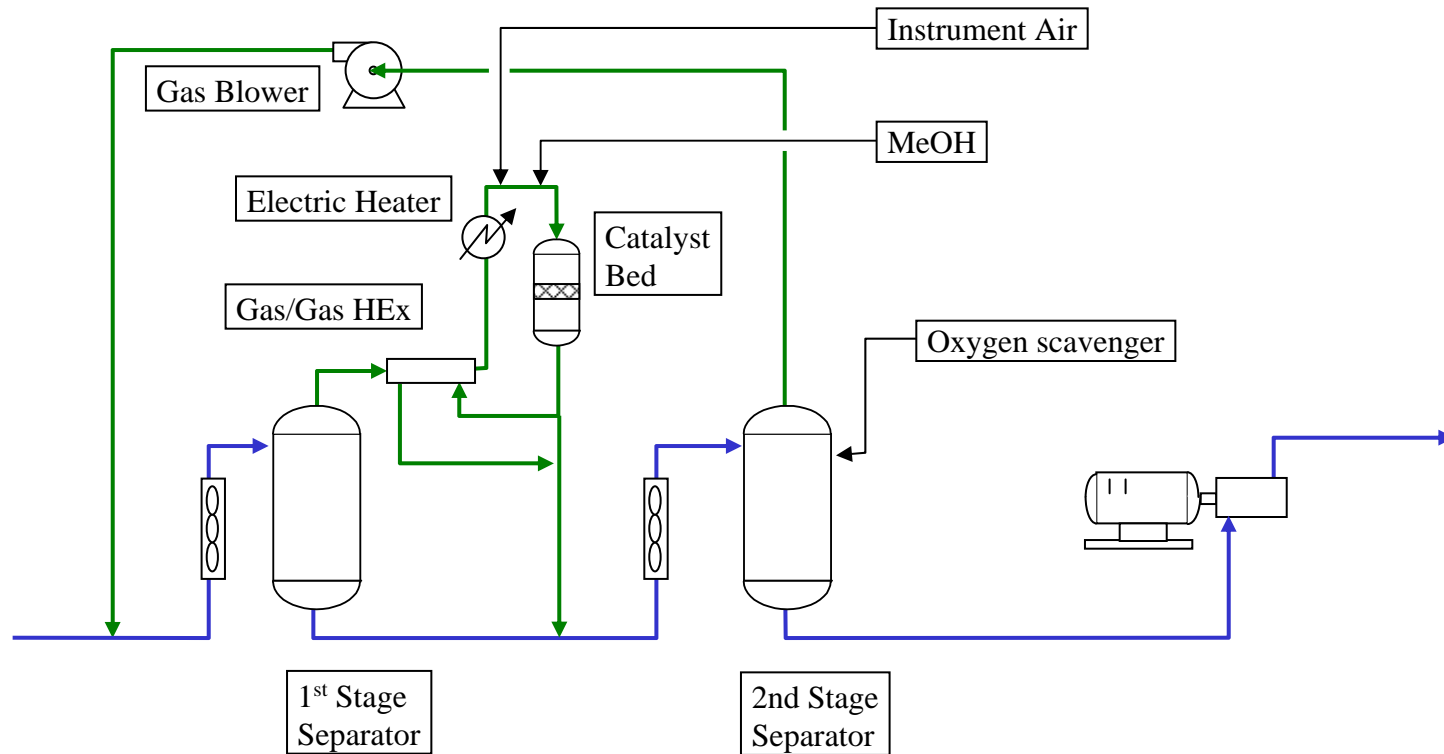 Instrument Air
Gas Blower
MeOH
Electric Heater
Catalyst
Bed
Gas/Gas HEx
Oxygen scavenger
1st Stage
Separator
2nd Stage
Separator